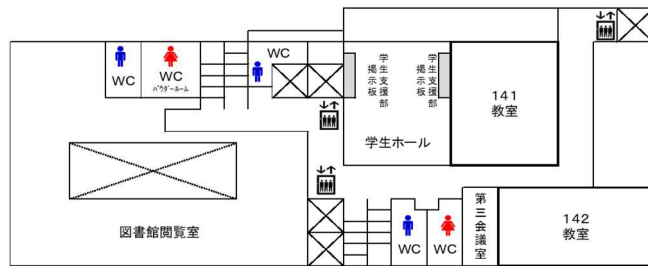 WC
WC
パウダールーム
WC
学生支援部
掲示板
学生支援部
掲示板
141
教室
学生ホール
図書館閲覧室
WC
WC
第三会議室
142
教室